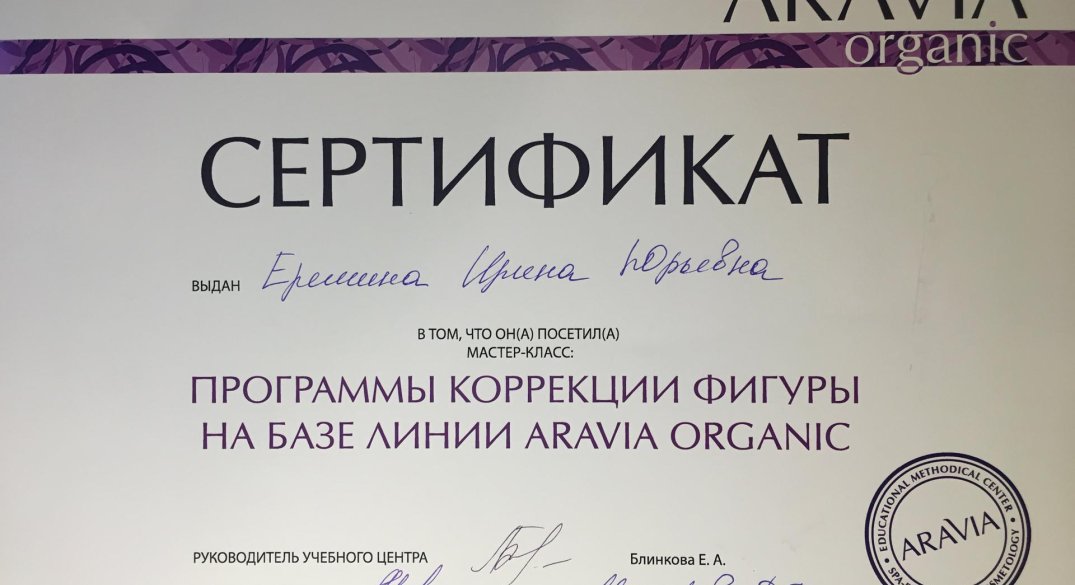 ARAVIA
organic
СЕРТИФИКАТ
ВЫДАН Еремина Ирина Юрьевна
В ТОМ, ЧТО ОН(А) ПОСЕТИЛ(А)
МАСТЕР-КЛАСС:
ПРОГРАММЫ КОРРЕКЦИИ ФИГУРЫ
НА БАЗЕ ЛИНИИ ARAVIA ORGANIC
EDUCATIONAL METHODICAL CENTER
ARAVIA
РУКОВОДИТЕЛЬ УЧЕБНОГО ЦЕНТРА Блинкова Е. А.